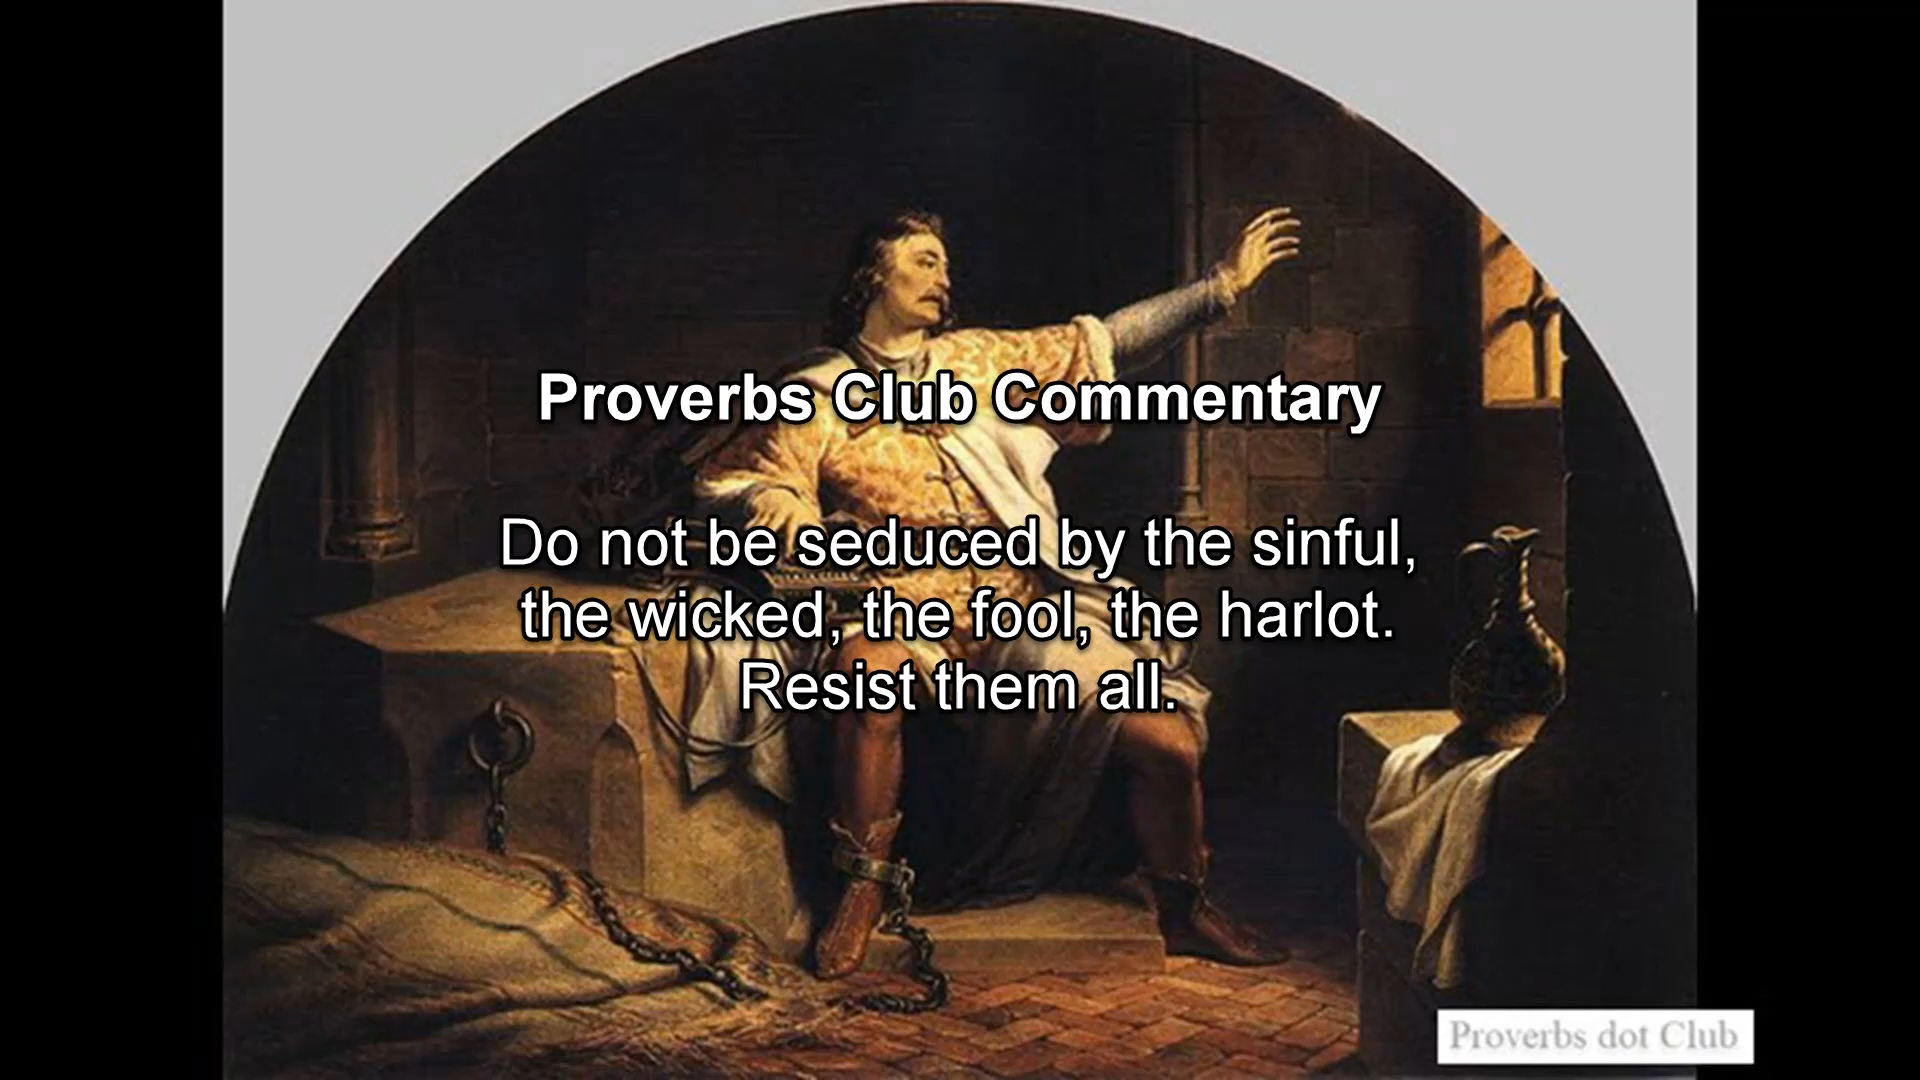 Proverbs Club Commentary
Do not be seduced by the sinful,
the wicked, the fool, the harlot.
Resist them all.
Proverbs dot Club